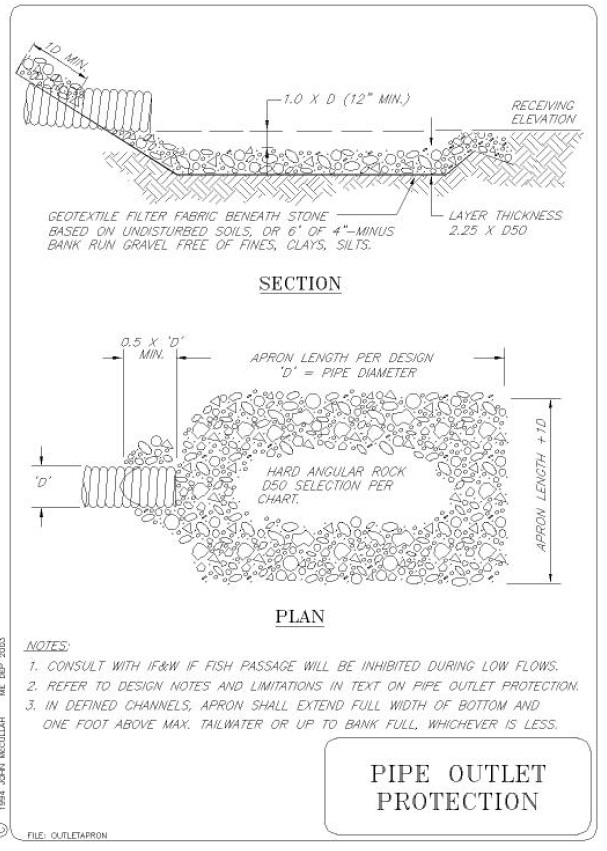 1D MIN.
1.0 X D (12" MIN.)
RECEIVING
ELEVATION
GEOTEXTILE FILTER FABRIC BENEATH STONE
BASED ON UNDISTURBED SOILS, OR 6' OF 4"-MINUS
BANK RUN GRAVEL FREE OF FINES, CLAYS, SILTS.
LAYER THICKNESS
2.25 X D50
SECTION
0.5 X 'D'
MIN.
APRON LENGTH PER DESIGN
'D' = PIPE DIAMETER
'D'
HARD ANGULAR ROCK
D50 SELECTION PER
CHART.
APRON LENGTH +1D
PLAN
NOTES:
1. CONSULT WITH IF&W IF FISH PASSAGE WILL BE INHIBITED DURING LOW FLOWS.
2. REFER TO DESIGN NOTES AND LIMITATIONS IN TEXT ON PIPE OUTLET PROTECTION.
3. IN DEFINED CHANNELS, APRON SHALL EXTEND FULL WIDTH OF BOTTOM AND
ONE FOOT ABOVE MAX. TAILWATER OR UP TO BANK FULL, WHICHEVER IS LESS.
PIPE OUTLET
PROTECTION
© 1994 JOHN McCULLAH ME DEP 2003
FILE: OUTLETAPRON